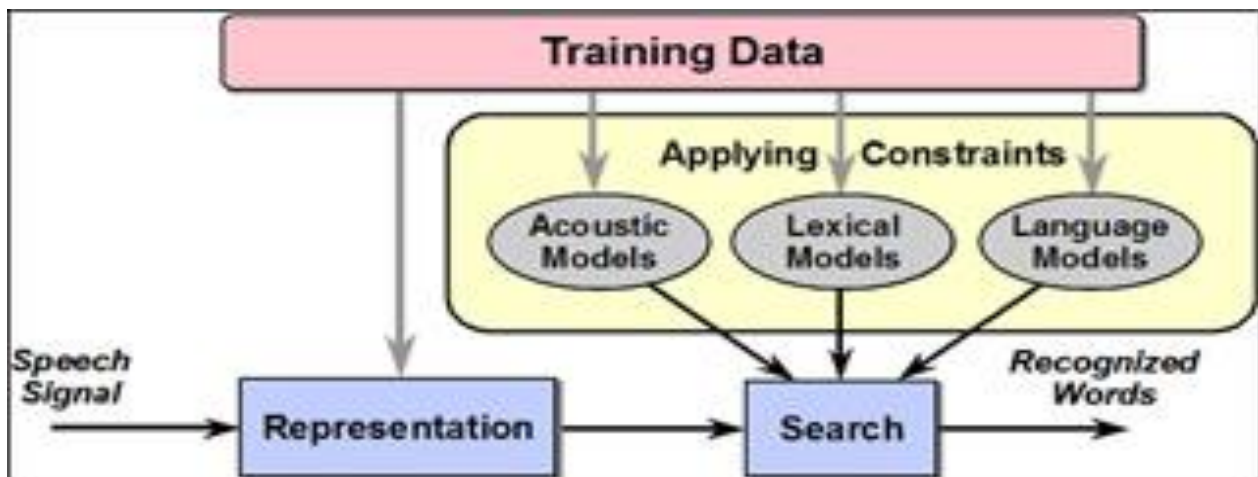 Training Data
Applying Constraints
Acoustic
Models
Lexical
Models
Language
Models
Speech
Signal
Representation
Search
Recognized
Words